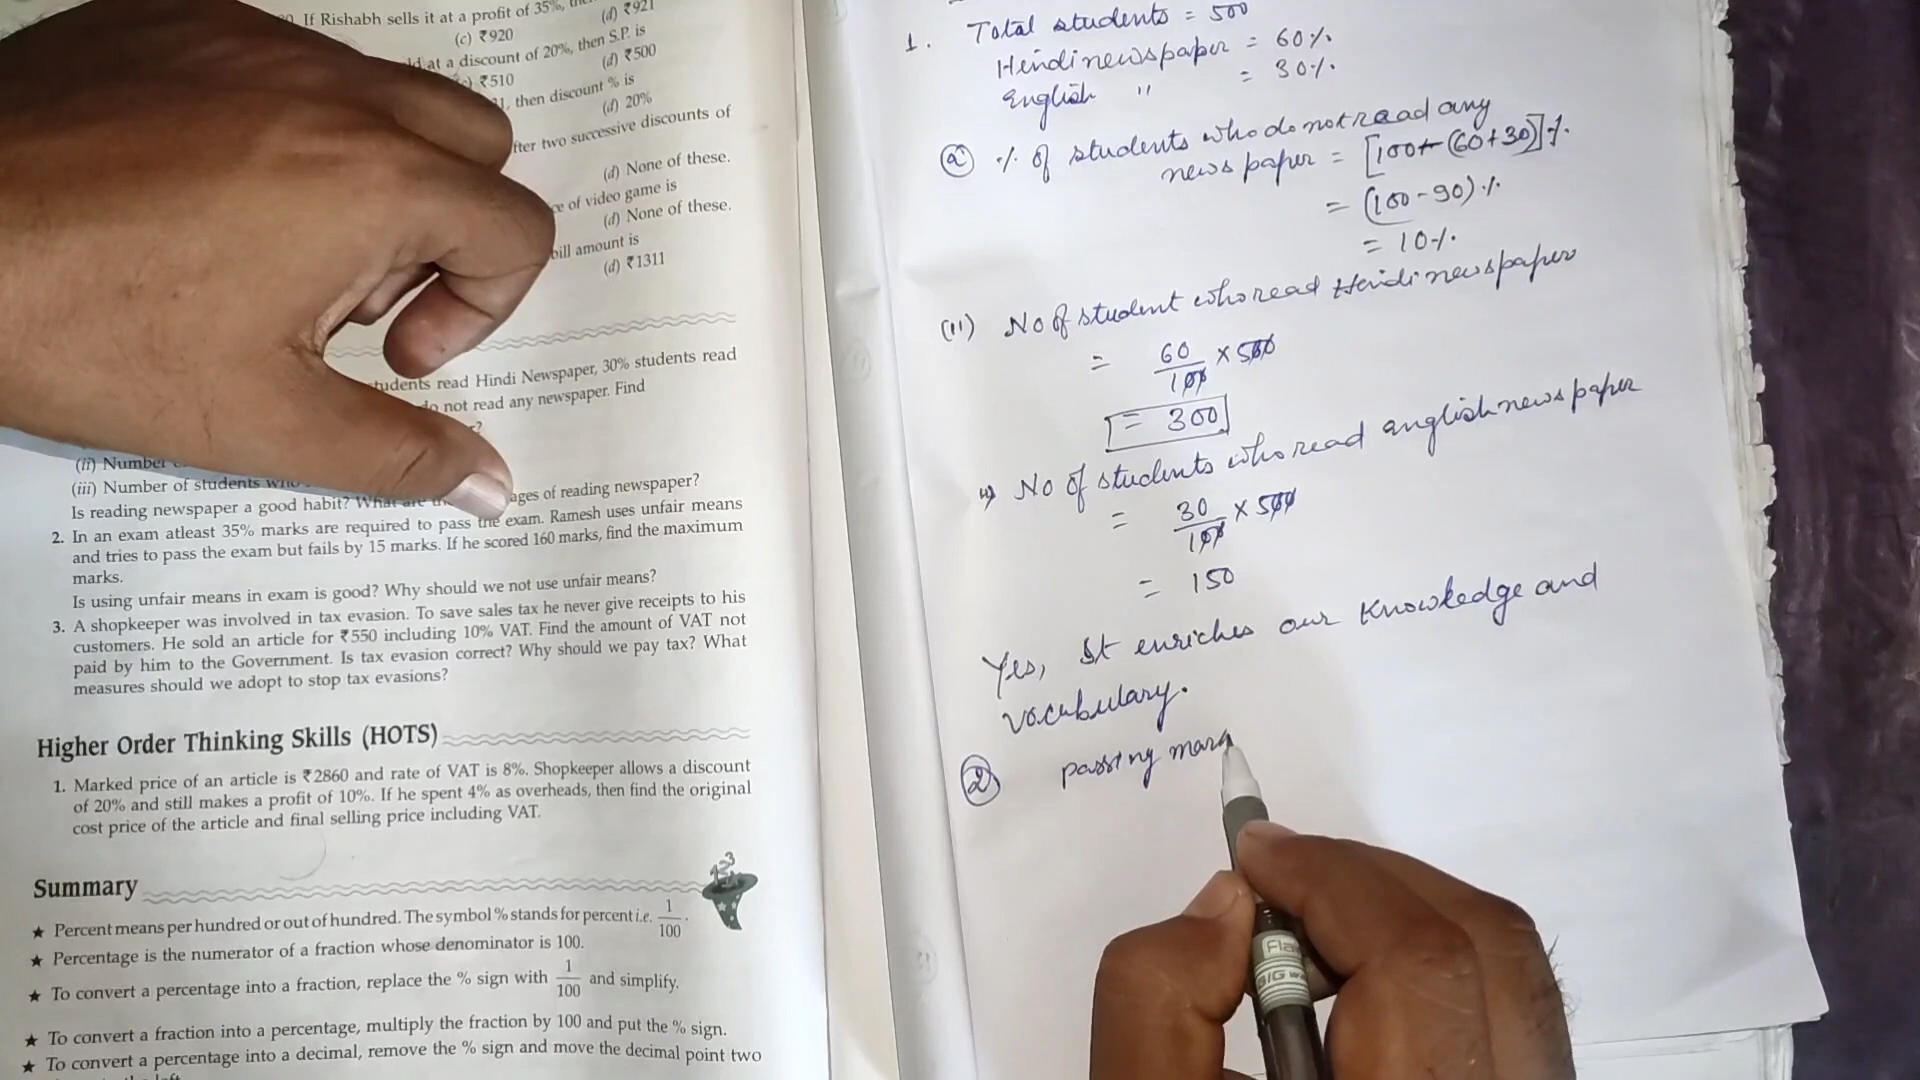 If Rishabh sells it at a profit of 35%,
(c) ₹920 (d) ₹921
at a discount of 20%, then S.P. is
₹510 (d) ₹500
then discount % is
(d) 20%
two successive discounts of
(d) None of these.
of video game is
(d) None of these.
bill amount is
(d) ₹1311
students read Hindi Newspaper, 30% students read
not read any newspaper. Find
(ii) Number
(iii) Number of students
Is reading newspaper a good habit? What are of reading newspaper?
2. In an exam atleast 35% marks are required to pass the exam. Ramesh uses unfair means
and tries to pass the exam but fails by 15 marks. If he scored 160 marks, find the maximum
marks.
Is using unfair means in exam is good? Why should we not use unfair means?
3. A shopkeeper was involved in tax evasion. To save sales tax he never give receipts to his
customers. He sold an article for ₹550 including 10% VAT. Find the amount of VAT not
paid by him to the Government. Is tax evasion correct? Why should we pay tax? What
measures should we adopt to stop tax evasions?
Higher Order Thinking Skills (HOTS)
1. Marked price of an article is ₹2860 and rate of VAT is 8%. Shopkeeper allows a discount
of 20% and still makes a profit of 10%. If he spent 4% as overheads, then find the original
cost price of the article and final selling price including VAT.
Summary
★ Percent means per hundred or out of hundred. The symbol % stands for percent i.e. 1/100.
★ Percentage is the numerator of a fraction whose denominator is 100.
★ To convert a percentage into a fraction, replace the % sign with 1/100 and simplify.
★ To convert a fraction into a percentage, multiply the fraction by 100 and put the % sign.
★ To convert a percentage into a decimal, remove the % sign and move the decimal point two
1. Total students = 500
Hindi newspaper = 60%
English " = 30%
(a) % of students who do not read any
news paper = [100 - (60+30)]%
= (100-90)%
= 10%
(ii) No of student who read Hindi newspaper
= 60/100 × 500
= 300
No of students who read english news paper
= 30/100 × 500
= 150
Yes, It enriches our Knowledge and
vocubulary.
(2) passing mar
Flai